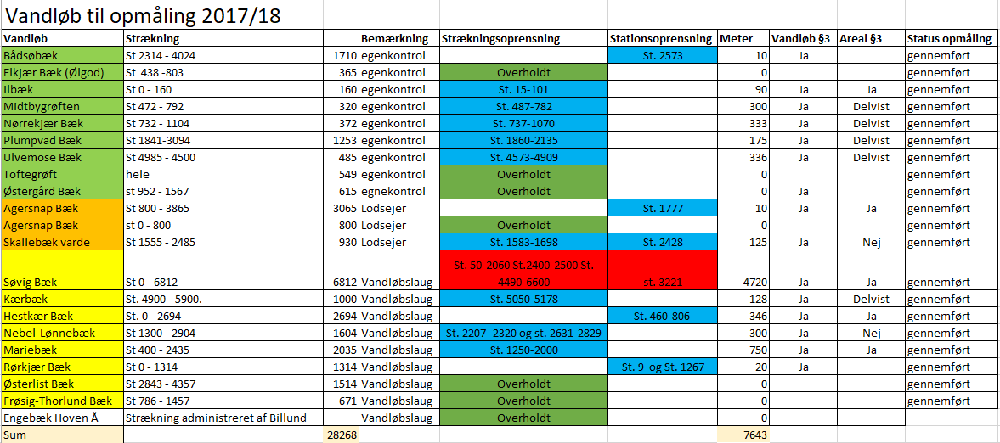 Vandløb til opmåling 2017/18
Vandløb Strækning Bemærkning Strækningsoprensning Stationsoprensning Meter Vandløb §3 Areal §3 Status opmåling
Bådsøbæk St 2314 - 4024 1710 egenkontrol St. 2573 10 Ja gennemført
Elkjær Bæk (Ølgod) St 438 -803 365 egenkontrol Overholdt 0 gennemført
Ilbæk St 0 - 160 160 egenkontrol St. 15-101 90 Ja Ja gennemført
Midtbygrøften St 472 - 792 320 egenkontrol St. 487-782 300 Ja Delvist gennemført
Nørrekjær Bæk St 732 - 1104 372 egenkontrol St. 737-1070 333 Ja Delvist gennemført
Plumpvad Bæk St 1841-3094 1253 egenkontrol St. 1860-2135 175 Ja Delvist gennemført
Ulvemose Bæk St 4985 - 4500 485 egenkontrol St. 4573-4909 336 Ja Delvist gennemført
Toftegrøft hele 549 egenkontrol Overholdt 0 gennemført
Østergård Bæk st 952 - 1567 615 egnekontrol Overholdt 0 Ja gennemført
Agersnap Bæk St 800 - 3865 3065 Lodsejer St. 1777 10 Ja Ja gennemført
Agersnap Bæk st 0 - 800 800 Lodsejer Overholdt 0 gennemført
Skallebæk varde St 1555 - 2485 930 Lodsejer St. 1583-1698 St. 2428 125 Ja Nej gennemført
St. 50-2060 St.2400-2500 St.
Søvig Bæk St 0 - 6812 6812 Vandløbslaug 4490-6600 st. 3221 4720 Ja Ja gennemført
Kærbæk St. 4900 - 5900. 1000 Vandløbslaug St. 5050-5178 128 Ja Delvist gennemført
Hestkær Bæk St. 0 - 2694 2694 Vandløbslaug St. 460-806 346 Ja Ja gennemført
Nebel-Lønnebæk St 1300 - 2904 1604 Vandløbslaug St. 2207- 2320 og st. 2631-2829 300 Ja Nej gennemført
Mariebæk St 400 - 2435 2035 Vandløbslaug St. 1250-2000 750 Ja Ja gennemført
Rørkjær Bæk St 0 - 1314 1314 Vandløbslaug St. 9 og St. 1267 20 Ja gennemført
Østerlist Bæk St 2843 - 4357 1514 Vandløbslaug Overholdt 0 gennemført
Frøsig-Thorlund Bæk St 786 - 1457 671 Vandløbslaug Overholdt 0 gennemført
Engebæk Hoven Å Strækning administreret af Billund Vandløbslaug Overholdt 0
Sum 28268 7643